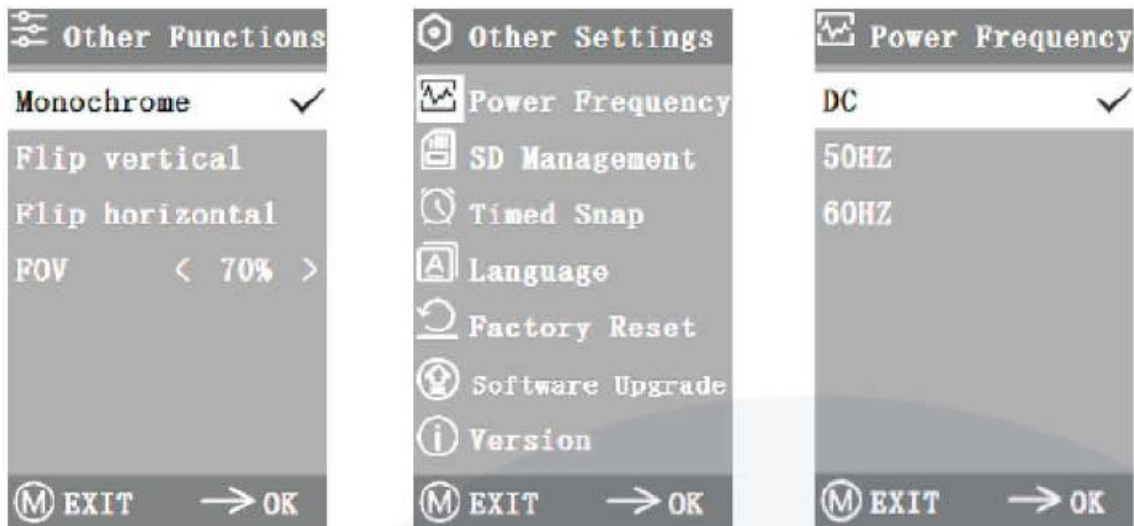 Other Functions
Monochrome
Flip vertical
Flip horizontal
FOV < 70% >
M EXIT → OK
Other Settings
Power Frequency
SD Management
Timed Snap
A Language
Factory Reset
Software Upgrade
i Version
M EXIT → OK
Power Frequency
DC
50HZ
60HZ
M EXIT → OK